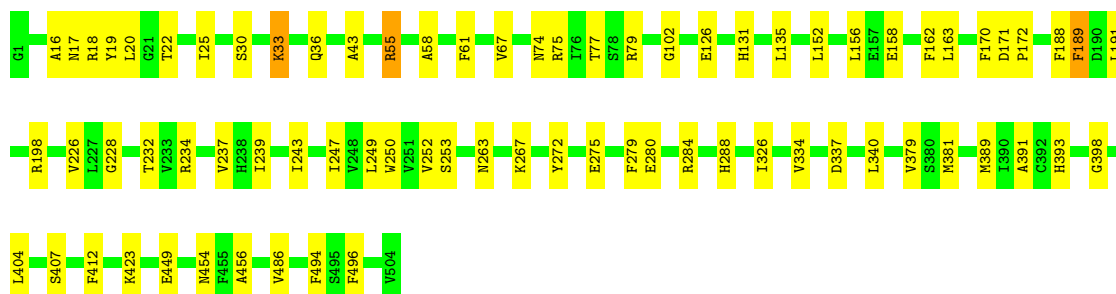 G1 A16 N17 R18 Y19 L20 G21 T22 I25 S30 K33 Q36 A43 R55 A58 F61 V67 N74 R75 I76 T77 S78 R79 G102 E126 H131 L135 L152 L156 E157 E158 F162 L163 F170 D171 P172 F188 F189 D190 L191
R198 V226 L227 G228 T232 V233 R234 V237 H238 I239 I243 I247 V248 L249 W250 V251 V252 S253 N263 K267 Y272 E275 F279 E280 R284 H288 I326 V334 D337 L340 V379 S380 M381 M389 I390 A391 C392 H393 G398
L404 S407 F412 K423 E449 N454 F455 A456 V486 F494 S495 F496 V504